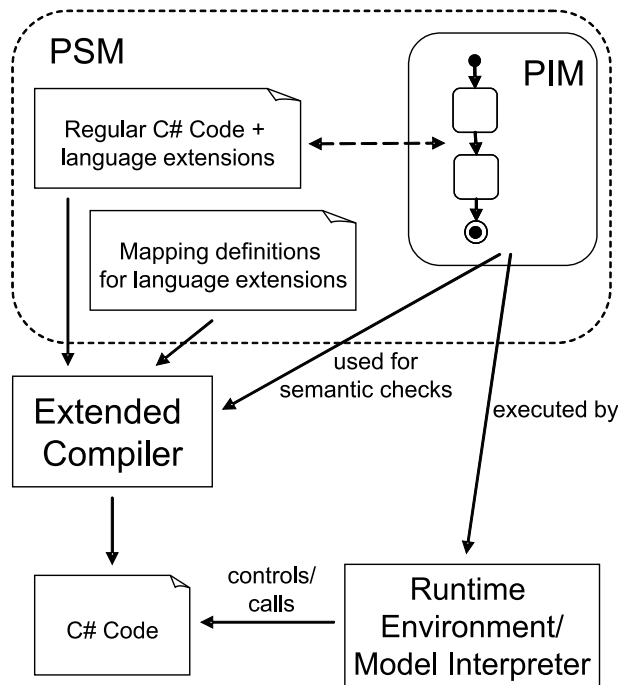 PSM
PIM
Regular C# Code +
language extensions
Mapping definitions
for language extensions
used for
semantic checks
executed by
Extended
Compiler
controls/
calls
C# Code
Runtime
Environment/
Model Interpreter